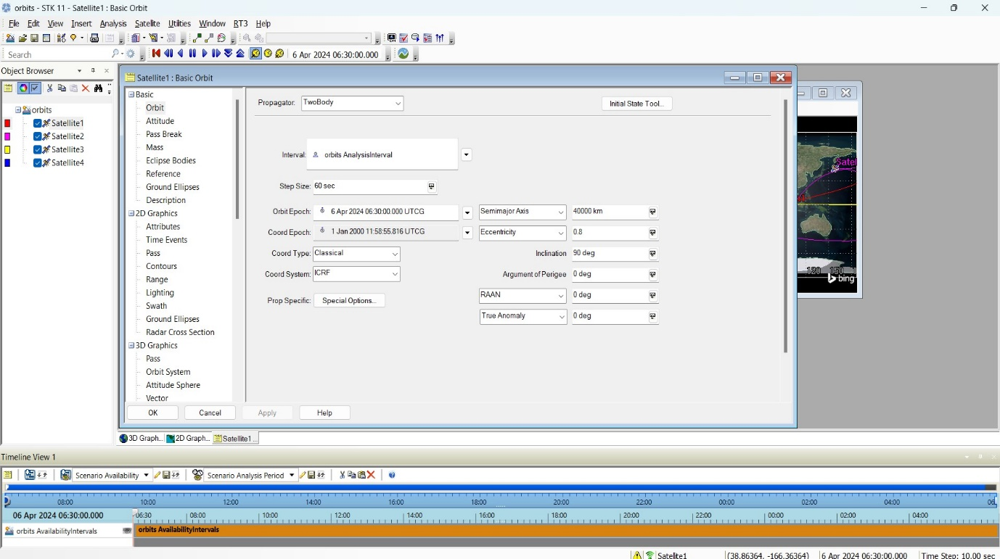 orbits - STK 11 - Satellite1 : Basic Orbit
File Edit View Insert Analysis Satellite Utilities Window RT3 Help
Search
6 Apr 2024 06:30:00.000
Object Browser
orbits
Satellite1
Satellite2
Satellite3
Satellite4
Satellite1 : Basic Orbit
Basic
Orbit
Attitude
Pass Break
Mass
Eclipse Bodies
Reference
Ground Ellipses
Description
2D Graphics
Attributes
Time Events
Pass
Contours
Range
Lighting
Swath
Ground Ellipses
Radar Cross Section
3D Graphics
Pass
Orbit System
Attitude Sphere
Vector
Propagator: TwoBody
Initial State Tool...
Interval: orbits AnalysisInterval
Step Size: 60 sec
Orbit Epoch: 6 Apr 2024 06:30:00.000 UTCG Semimajor Axis 40000 km
Coord Epoch: 1 Jan 2000 11:58:55.816 UTCG Eccentricity 0.8
Coord Type: Classical Inclination 90 deg
Coord System: ICRF Argument of Perigee 0 deg
Prop Specific: Special Options... RAAN 0 deg
True Anomaly 0 deg
OK Cancel Apply Help
Satel
120 150 1
bing
3D Graph... 2D Graph... Satellite1 ...
Timeline View 1
Scenario Availability Scenario Analysis Period
08:00 10:00 12:00 14:00 16:00 18:00 20:00 22:00 00:00 02:00 04:00 06:
06 Apr 2024 06:30:00.000 06:30 08:00 10:00 12:30 14:00 16:00 18:00 20:00 22:00 00:00 02:00 04:00
orbits AvailabilityIntervals orbits AvailabilityIntervals
Satellite1 (38.86364, -166.36364) 6 Apr 2024 06:30:00.000 Time Step: 10.00 sec